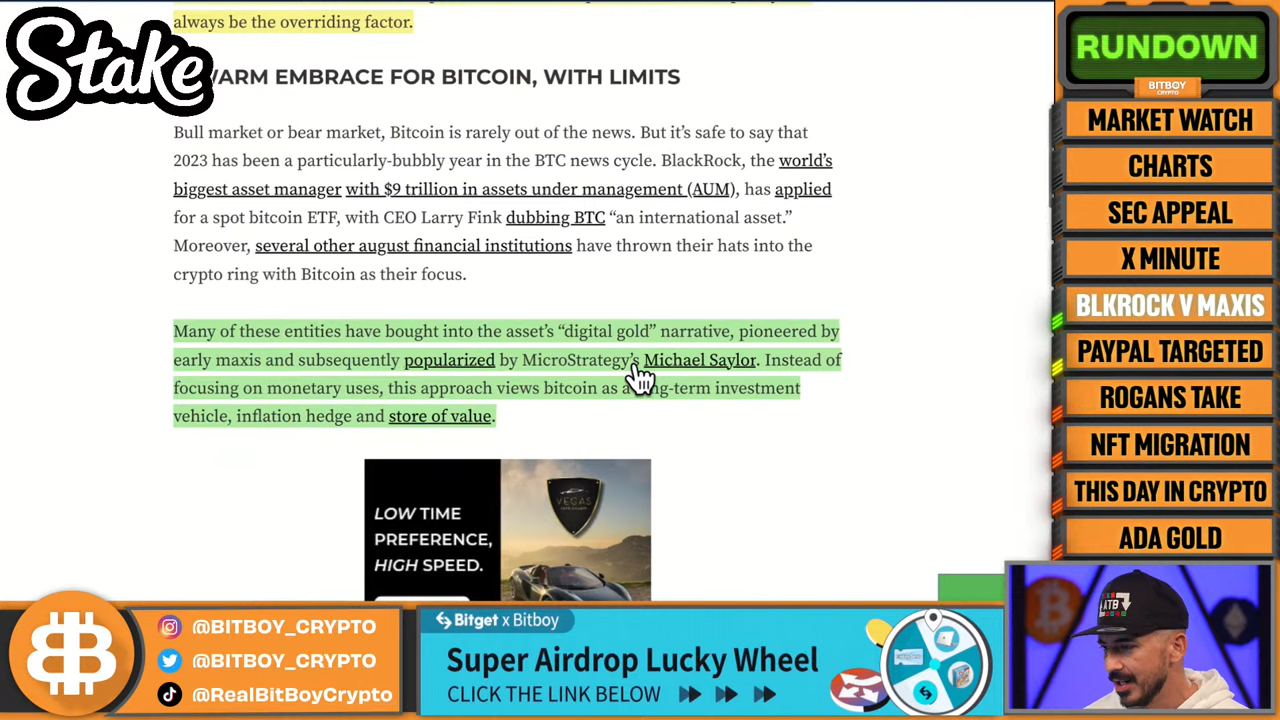 always be the overriding factor.
Stake
WARM EMBRACE FOR BITCOIN, WITH LIMITS
Bull market or bear market, Bitcoin is rarely out of the news. But it's safe to say that
2023 has been a particularly-bubbly year in the BTC news cycle. BlackRock, the world's
biggest asset manager with $9 trillion in assets under management (AUM), has applied
for a spot bitcoin ETF, with CEO Larry Fink dubbing BTC “an international asset.”
Moreover, several other august financial institutions have thrown their hats into the
crypto ring with Bitcoin as their focus.
Many of these entities have bought into the asset's “digital gold” narrative, pioneered by
early maxis and subsequently popularized by MicroStrategy's Michael Saylor. Instead of
focusing on monetary uses, this approach views bitcoin as a long-term investment
vehicle, inflation hedge and store of value.
LOW TIME
PREFERENCE,
HIGH SPEED.
VEGAS
RUNDOWN
BITBOY
CRYPTO
MARKET WATCH
CHARTS
SEC APPEAL
X MINUTE
BLKROCK V MAXIS
PAYPAL TARGETED
ROGANS TAKE
NFT MIGRATION
THIS DAY IN CRYPTO
ADA GOLD
ATB
@BITBOY_CRYPTO
@BITBOY_CRYPTO
@RealBitBoyCrypto
Bitget x Bitboy
Super Airdrop Lucky Wheel
CLICK THE LINK BELOW